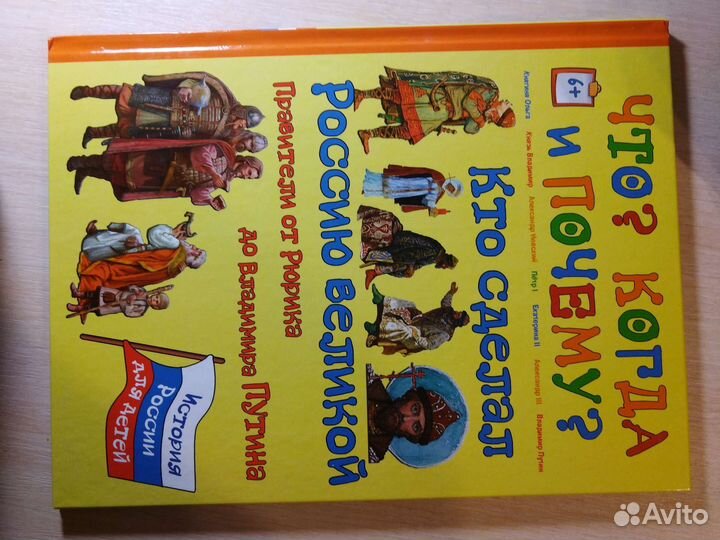 ЧТО? КОГДА
и ПОЧЕМУ?
6+
Княгиня Ольга Князь Владимир Александр Невский Пётр I Екатерина II Александр III Владимир Путин
Кто сделал
Россию великой
Правители от Рюрика
до Владимира Путина
История
России
для детей
Avito